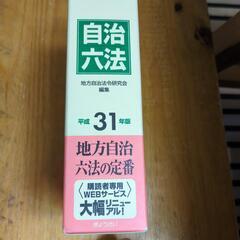 自治
六法
地方自治法令研究会
編集
平成31年版
地方自治
六法の定番
購読者専用
WEBサービス
大幅リニュー
アル!
ぎょうせい